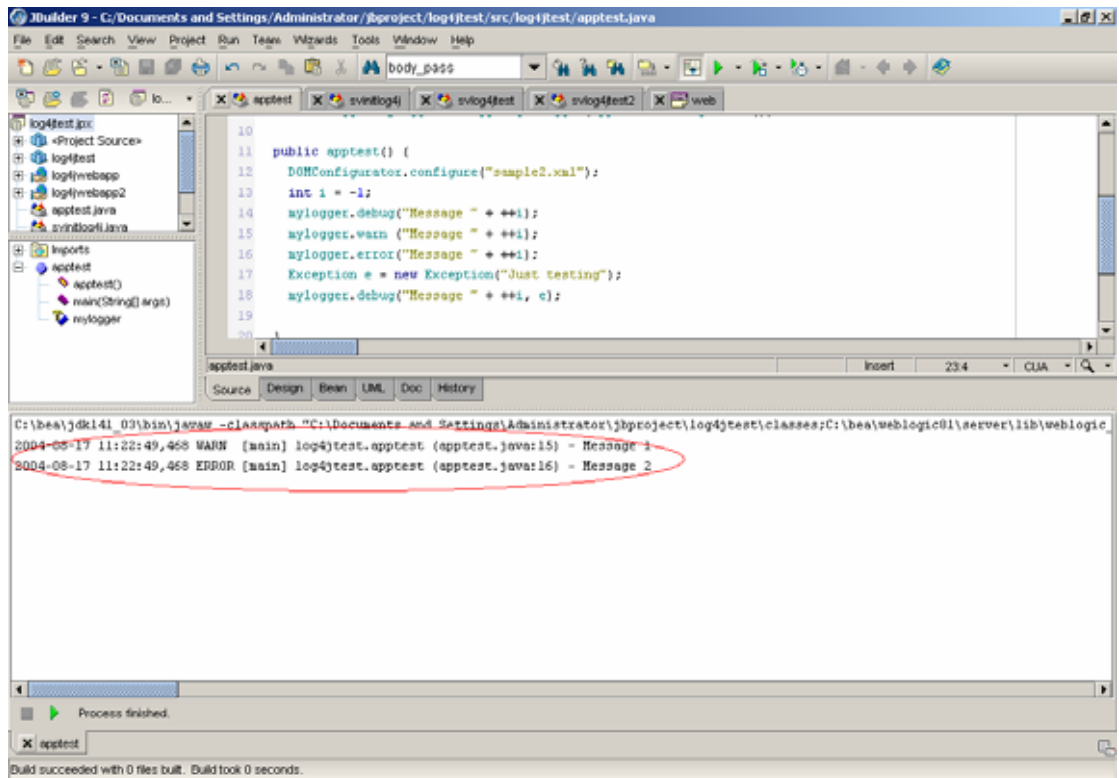 JBuilder 9 - C:/Documents and Settings/Administrator/jbproject/log4jtest/src/log4jtest/apptest.java
File Edit Search View Project Run Team Wizards Tools Window Help
body_pass
lo...
apptest svinitlog4j svlog4jtest svlog4jtest2 web
log4jtest.jpx
<Project Source>
log4jtest
log4jwebapp
log4jwebapp2
apptest.java
svinitlog4j.java
Imports
apptest
apptest()
main(String[] args)
mylogger
10
11 public apptest() {
12 DOMConfigurator.configure("sample2.xml");
13 int i = -1;
14 mylogger.debug("Message " + ++i);
15 mylogger.warn ("Message " + ++i);
16 mylogger.error("Message " + ++i);
17 Exception e = new Exception("Just testing");
18 mylogger.debug("Message " + ++i, e);
19
20 }
apptest.java Insert 23:4 CUA
Source Design Bean UML Doc History
C:\bea\jdk141_03\bin\javaw -classpath "C:\Documents and Settings\Administrator\jbproject\log4jtest\classes;C:\bea\weblogic81\server\lib\weblogic_
2004-08-17 11:22:49,468 WARN [main] log4jtest.apptest (apptest.java:15) - Message 1
2004-08-17 11:22:49,468 ERROR [main] log4jtest.apptest (apptest.java:16) - Message 2
Process finished.
apptest
Build succeeded with 0 files built. Build took 0 seconds.